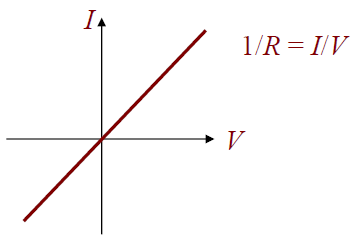 I
1/R = I/V
V